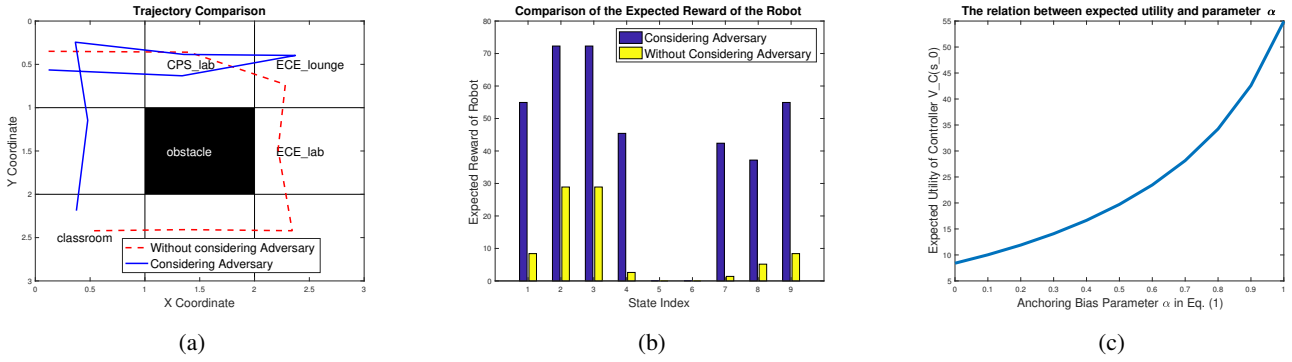 Trajectory Comparison
0
0.5
1
1.5
2
2.5
3
Y Coordinate
CPS_lab
ECE_lounge
obstacle
ECE_lab
classroom
Without considering Adversary
Considering Adversary
0 0.5 1 1.5 2 2.5 3
X Coordinate
(a)
Comparison of the Expected Reward of the Robot
80
70
60
50
40
30
20
10
0
Expected Reward of Robot
Considering Adversary
Without Considering Adversary
1 2 3 4 5 6 7 8 9
State Index
(b)
The relation between expected utility and parameter α
55
50
45
40
35
30
25
20
15
10
5
Expected Utility of Controller V_C(s_0)
0 0.1 0.2 0.3 0.4 0.5 0.6 0.7 0.8 0.9 1
Anchoring Bias Parameter α in Eq. (1)
(c)